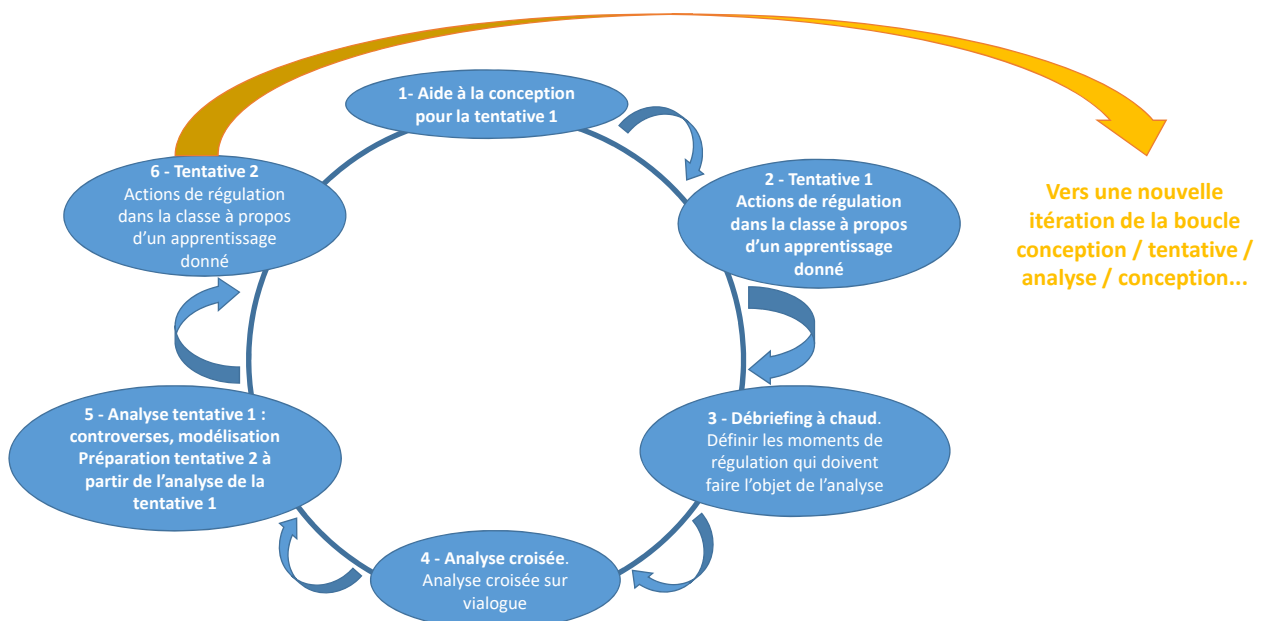 1- Aide à la conception
pour la tentative 1
2 - Tentative 1
Actions de régulation
dans la classe à propos
d’un apprentissage
donné
3 - Débriefing à chaud.
Définir les moments de
régulation qui doivent
faire l’objet de l’analyse
4 - Analyse croisée.
Analyse croisée sur
vialogue
5 - Analyse tentative 1 :
controverses, modélisation
Préparation tentative 2 à
partir de l’analyse de la
tentative 1
6 - Tentative 2
Actions de régulation
dans la classe à propos
d’un apprentissage
donné
Vers une nouvelle
itération de la boucle
conception / tentative /
analyse / conception...